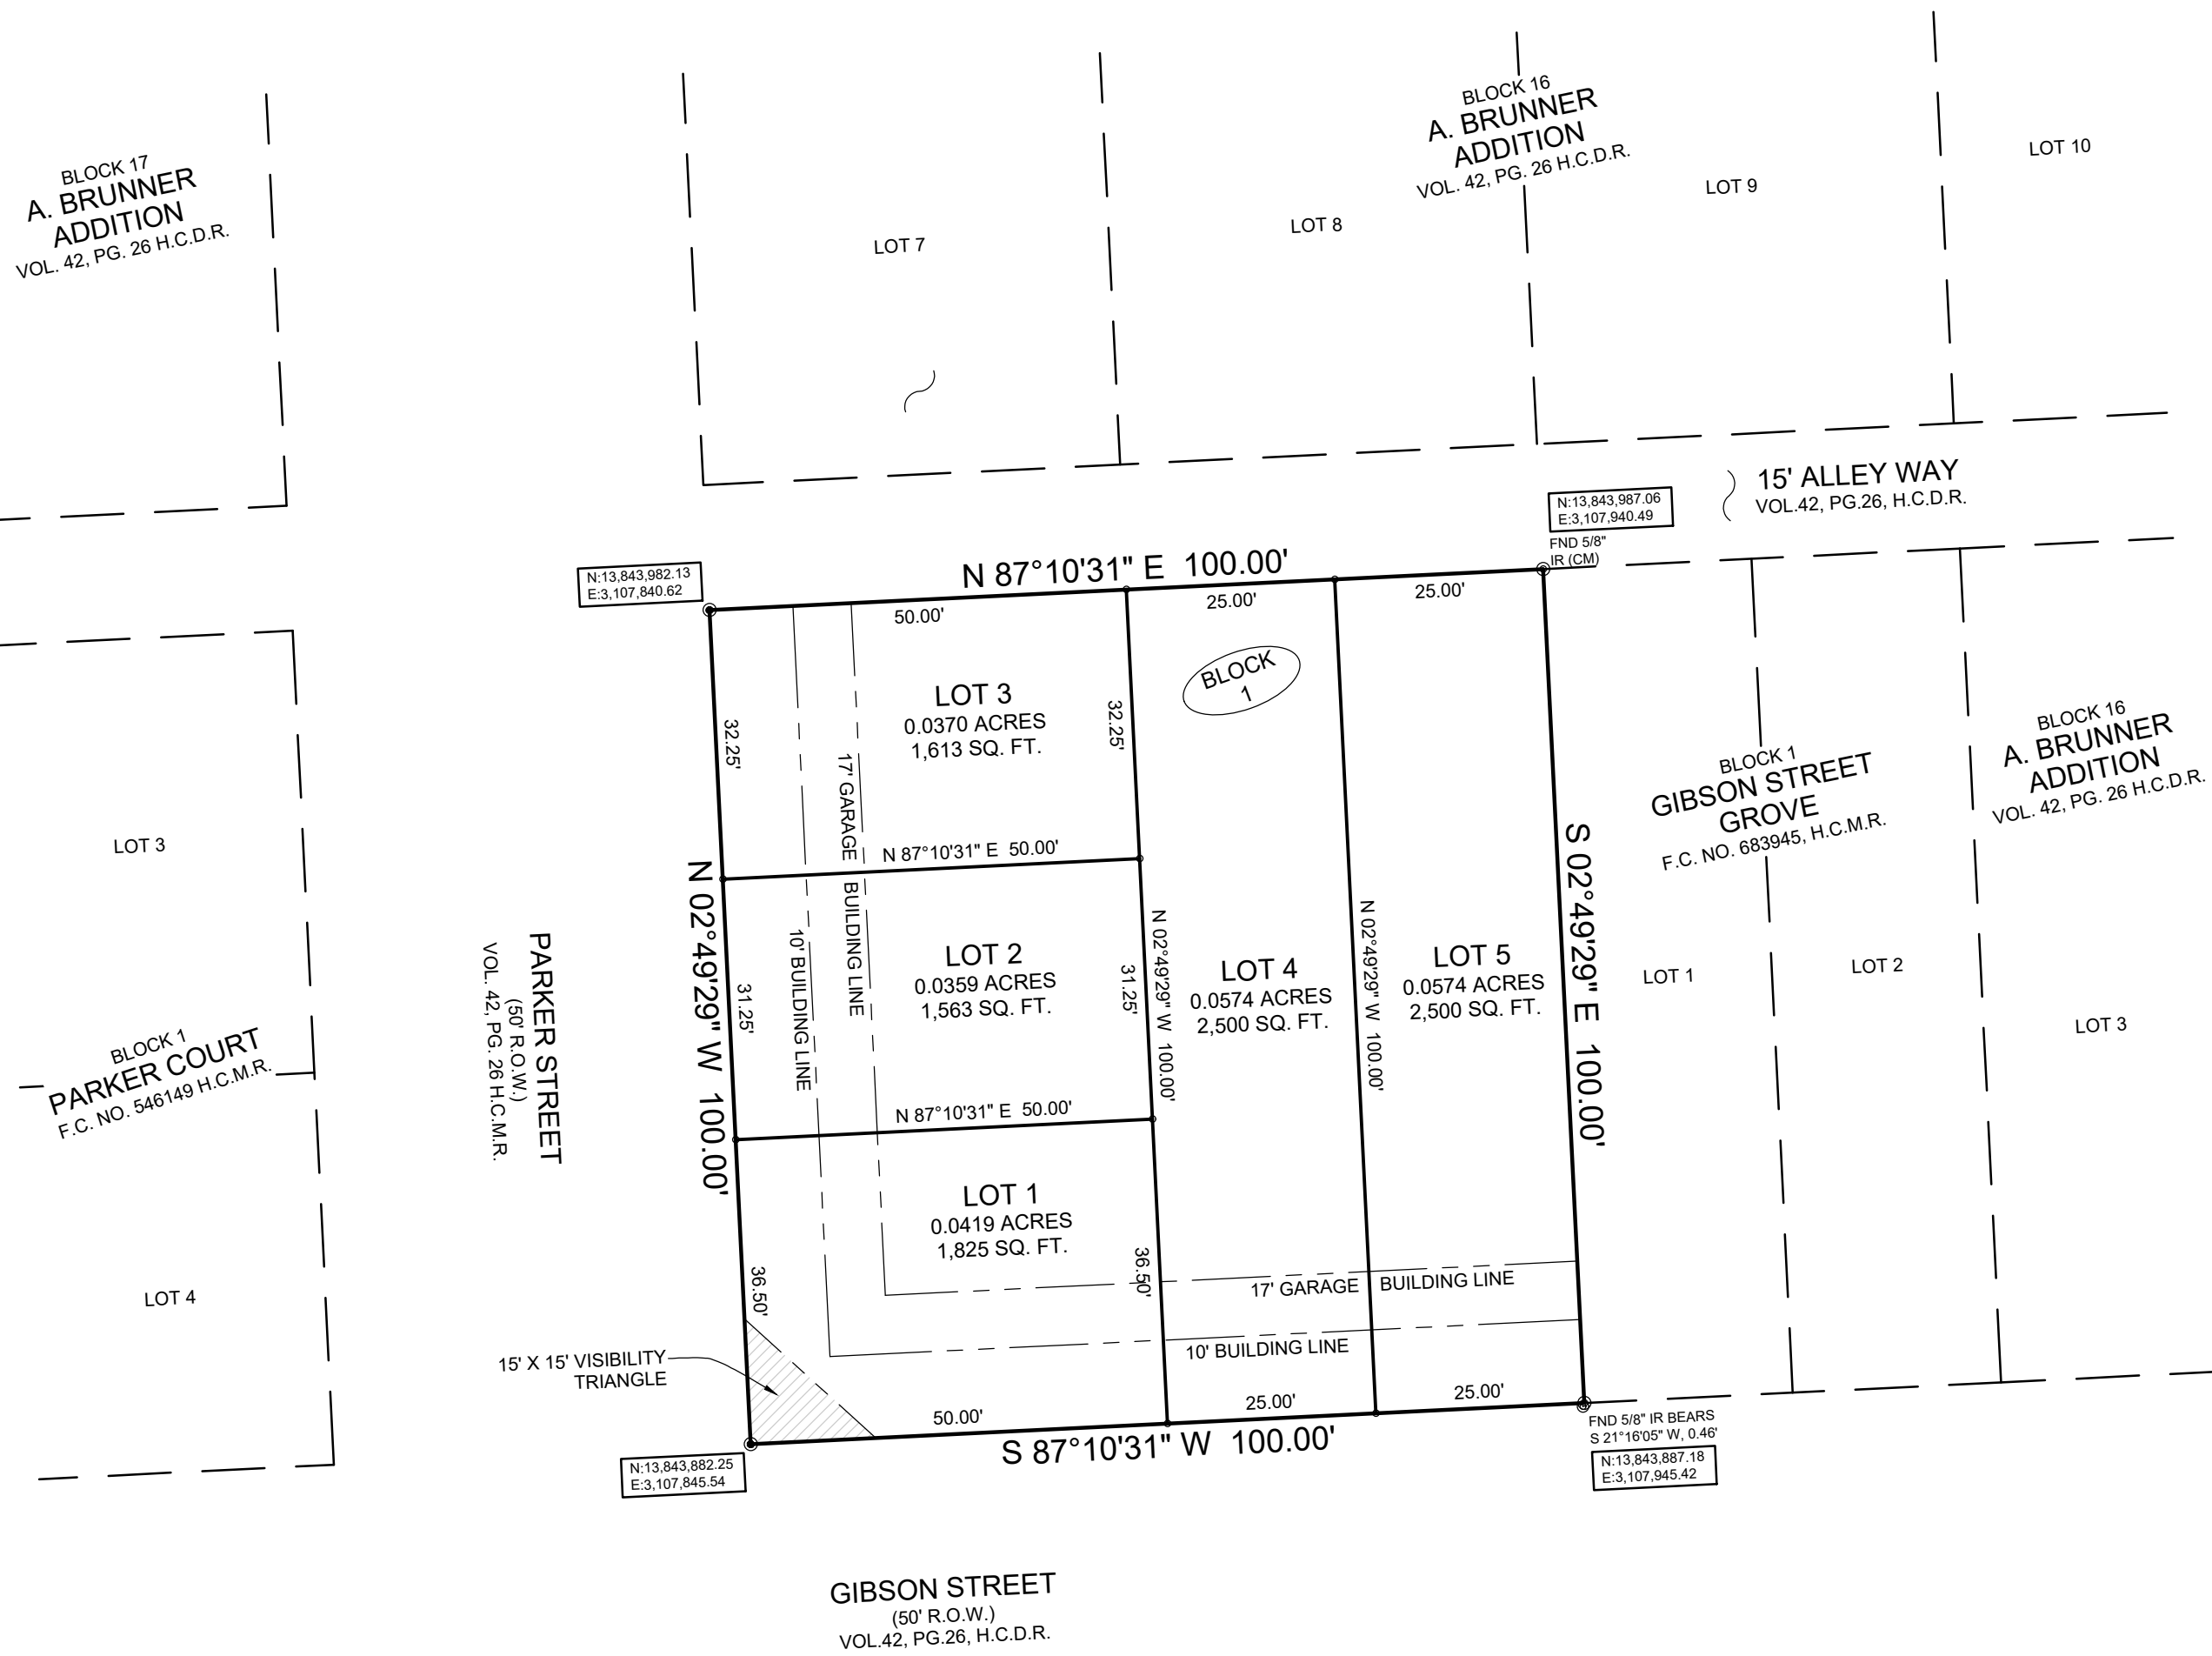 BLOCK 17
A. BRUNNER
ADDITION
VOL. 42, PG. 26 H.C.D.R.
BLOCK 16
A. BRUNNER
ADDITION
VOL. 42, PG. 26 H.C.D.R.
LOT 7
LOT 8
LOT 9
LOT 10
15' ALLEY WAY
VOL.42, PG.26, H.C.D.R.
N:13,843,987.06
E:3,107,940.49
FND 5/8"
IR (CM)
N:13,843,982.13
E:3,107,840.62
N 87°10'31" E 100.00'
50.00'
25.00'
25.00'
BLOCK
1
LOT 3
0.0370 ACRES
1,613 SQ. FT.
32.25'
32.25'
17' GARAGE BUILDING LINE
10' BUILDING LINE
N 87°10'31" E 50.00'
LOT 2
0.0359 ACRES
1,563 SQ. FT.
31.25'
31.25'
N 87°10'31" E 50.00'
LOT 1
0.0419 ACRES
1,825 SQ. FT.
36.50'
36.50'
N 02°49'29" W 100.00'
N 02°49'29" W 100.00'
LOT 4
0.0574 ACRES
2,500 SQ. FT.
N 02°49'29" W 100.00'
LOT 5
0.0574 ACRES
2,500 SQ. FT.
S 02°49'29" E 100.00'
17' GARAGE BUILDING LINE
10' BUILDING LINE
50.00'
25.00'
25.00'
S 87°10'31" W 100.00'
15' X 15' VISIBILITY
TRIANGLE
N:13,843,882.25
E:3,107,845.54
FND 5/8" IR BEARS
S 21°16'05" W, 0.46'
N:13,843,887.18
E:3,107,945.42
PARKER STREET
(50' R.O.W.)
VOL. 42, PG. 26 H.C.M.R.
LOT 3
BLOCK 1
PARKER COURT
F.C. NO. 546149 H.C.M.R.
LOT 4
BLOCK 1
GIBSON STREET
GROVE
F.C. NO. 683945, H.C.M.R.
LOT 1
LOT 2
BLOCK 16
A. BRUNNER
ADDITION
VOL. 42, PG. 26 H.C.D.R.
LOT 3
GIBSON STREET
(50' R.O.W.)
VOL.42, PG.26, H.C.D.R.